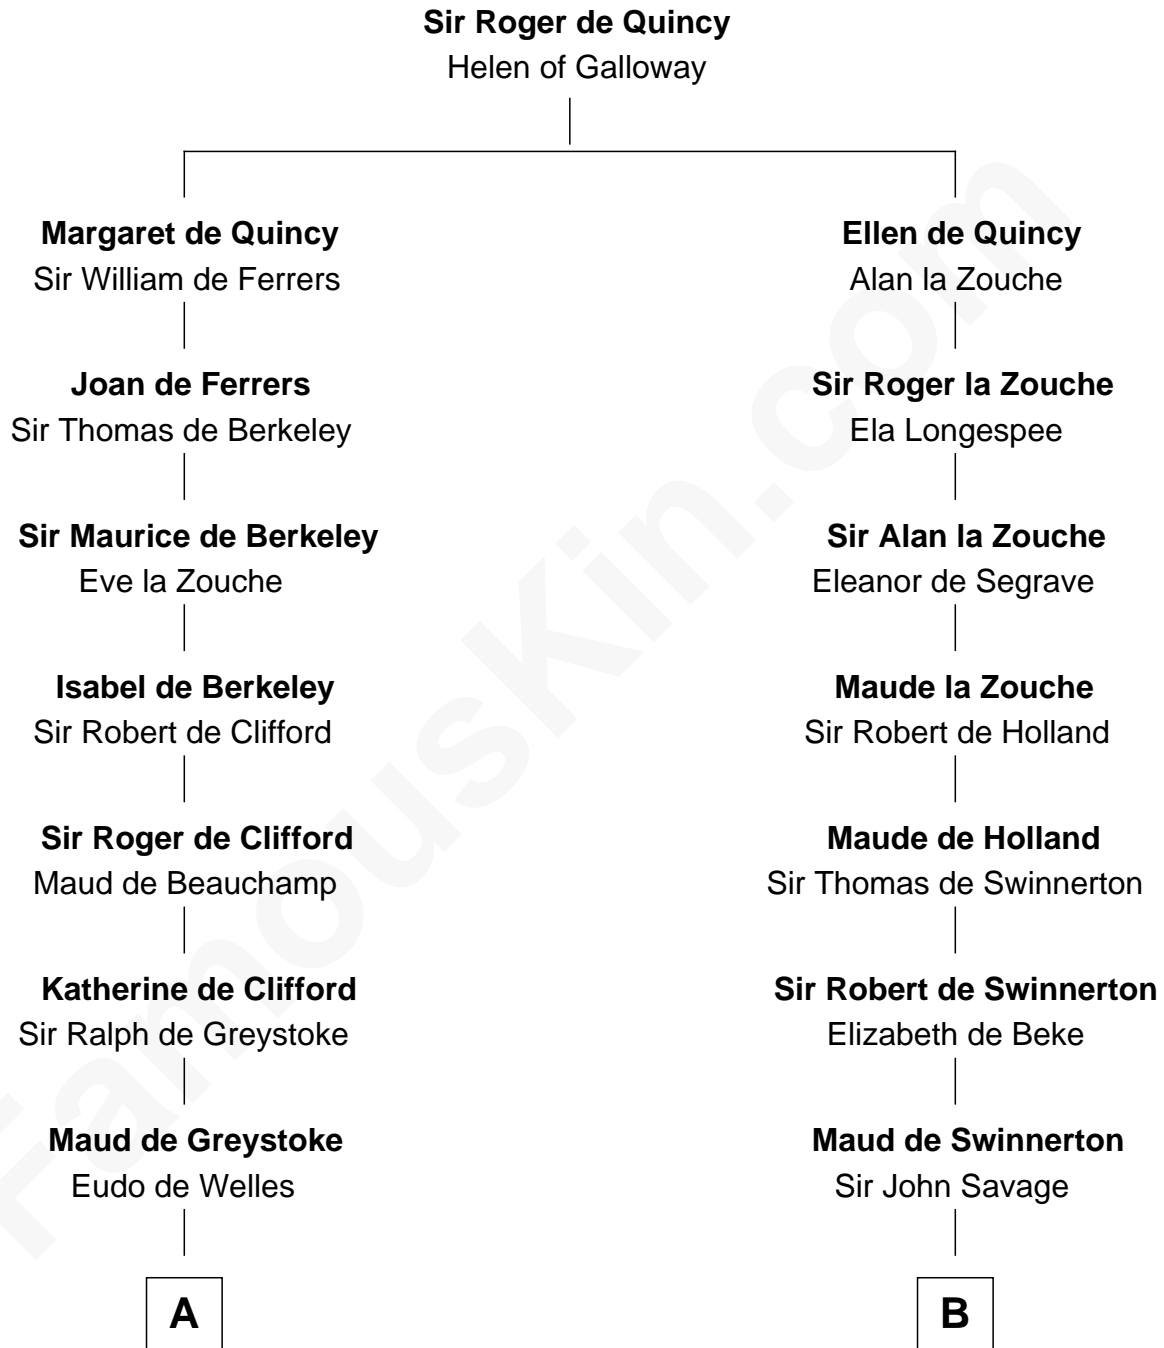 Sir Roger de Quincy
Helen of Galloway
Margaret de Quincy
Sir William de Ferrers
Ellen de Quincy
Alan la Zouche
Joan de Ferrers
Sir Thomas de Berkeley
Sir Roger la Zouche
Ela Longespee
Sir Maurice de Berkeley
Eve la Zouche
Sir Alan la Zouche
Eleanor de Segrave
Isabel de Berkeley
Sir Robert de Clifford
Maude la Zouche
Sir Robert de Holland
Sir Roger de Clifford
Maud de Beauchamp
Maude de Holland
Sir Thomas de Swinnerton
Katherine de Clifford
Sir Ralph de Greystoke
Sir Robert de Swinnerton
Elizabeth de Beke
Maud de Greystoke
Eudo de Welles
Maud de Swinnerton
Sir John Savage
A
B
FamousKin.com